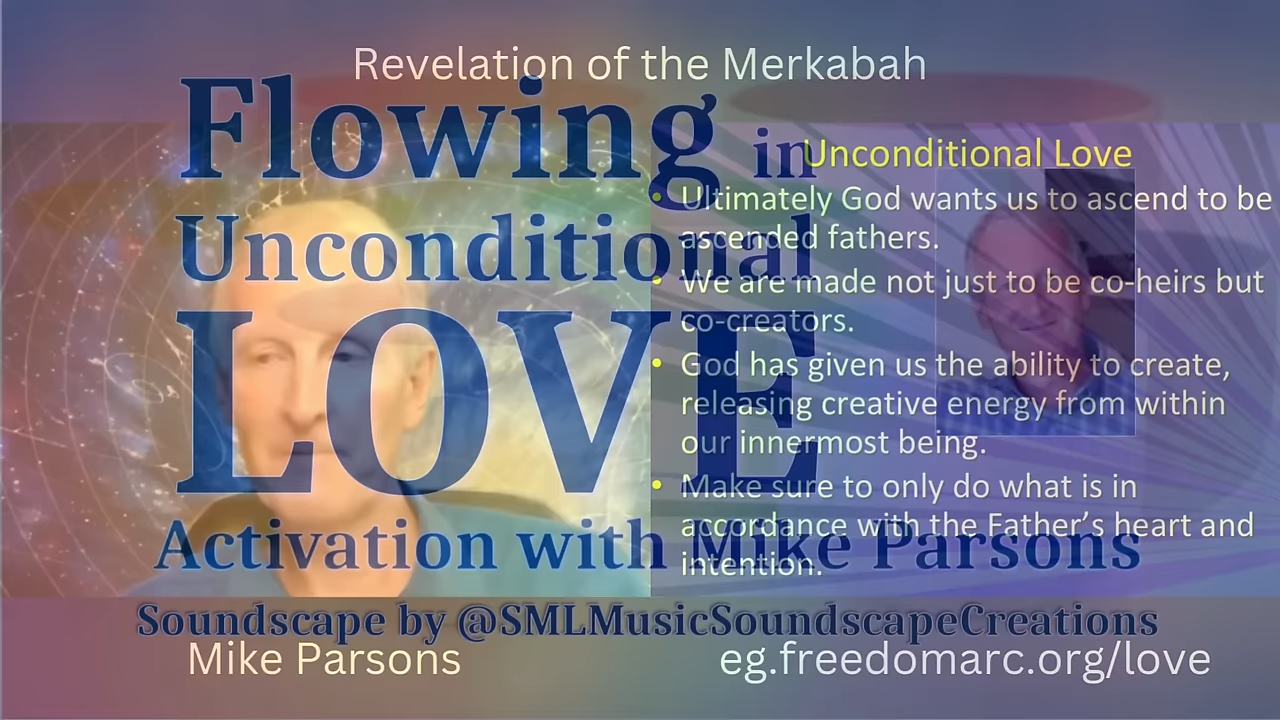 Revelation of the Merkabah
Flowing in
Unconditional
LOVE
Activation with Mike Parsons
Soundscape by @SMLMusicSoundscapeCreations
Unconditional Love
• Ultimately God wants us to ascend to be
ascended fathers.
• We are made not just to be co-heirs but
co-creators.
• God has given us the ability to create,
releasing creative energy from within
our innermost being.
• Make sure to only do what is in
accordance with the Father’s heart and
intention.
Mike Parsons
eg.freedomarc.org/love